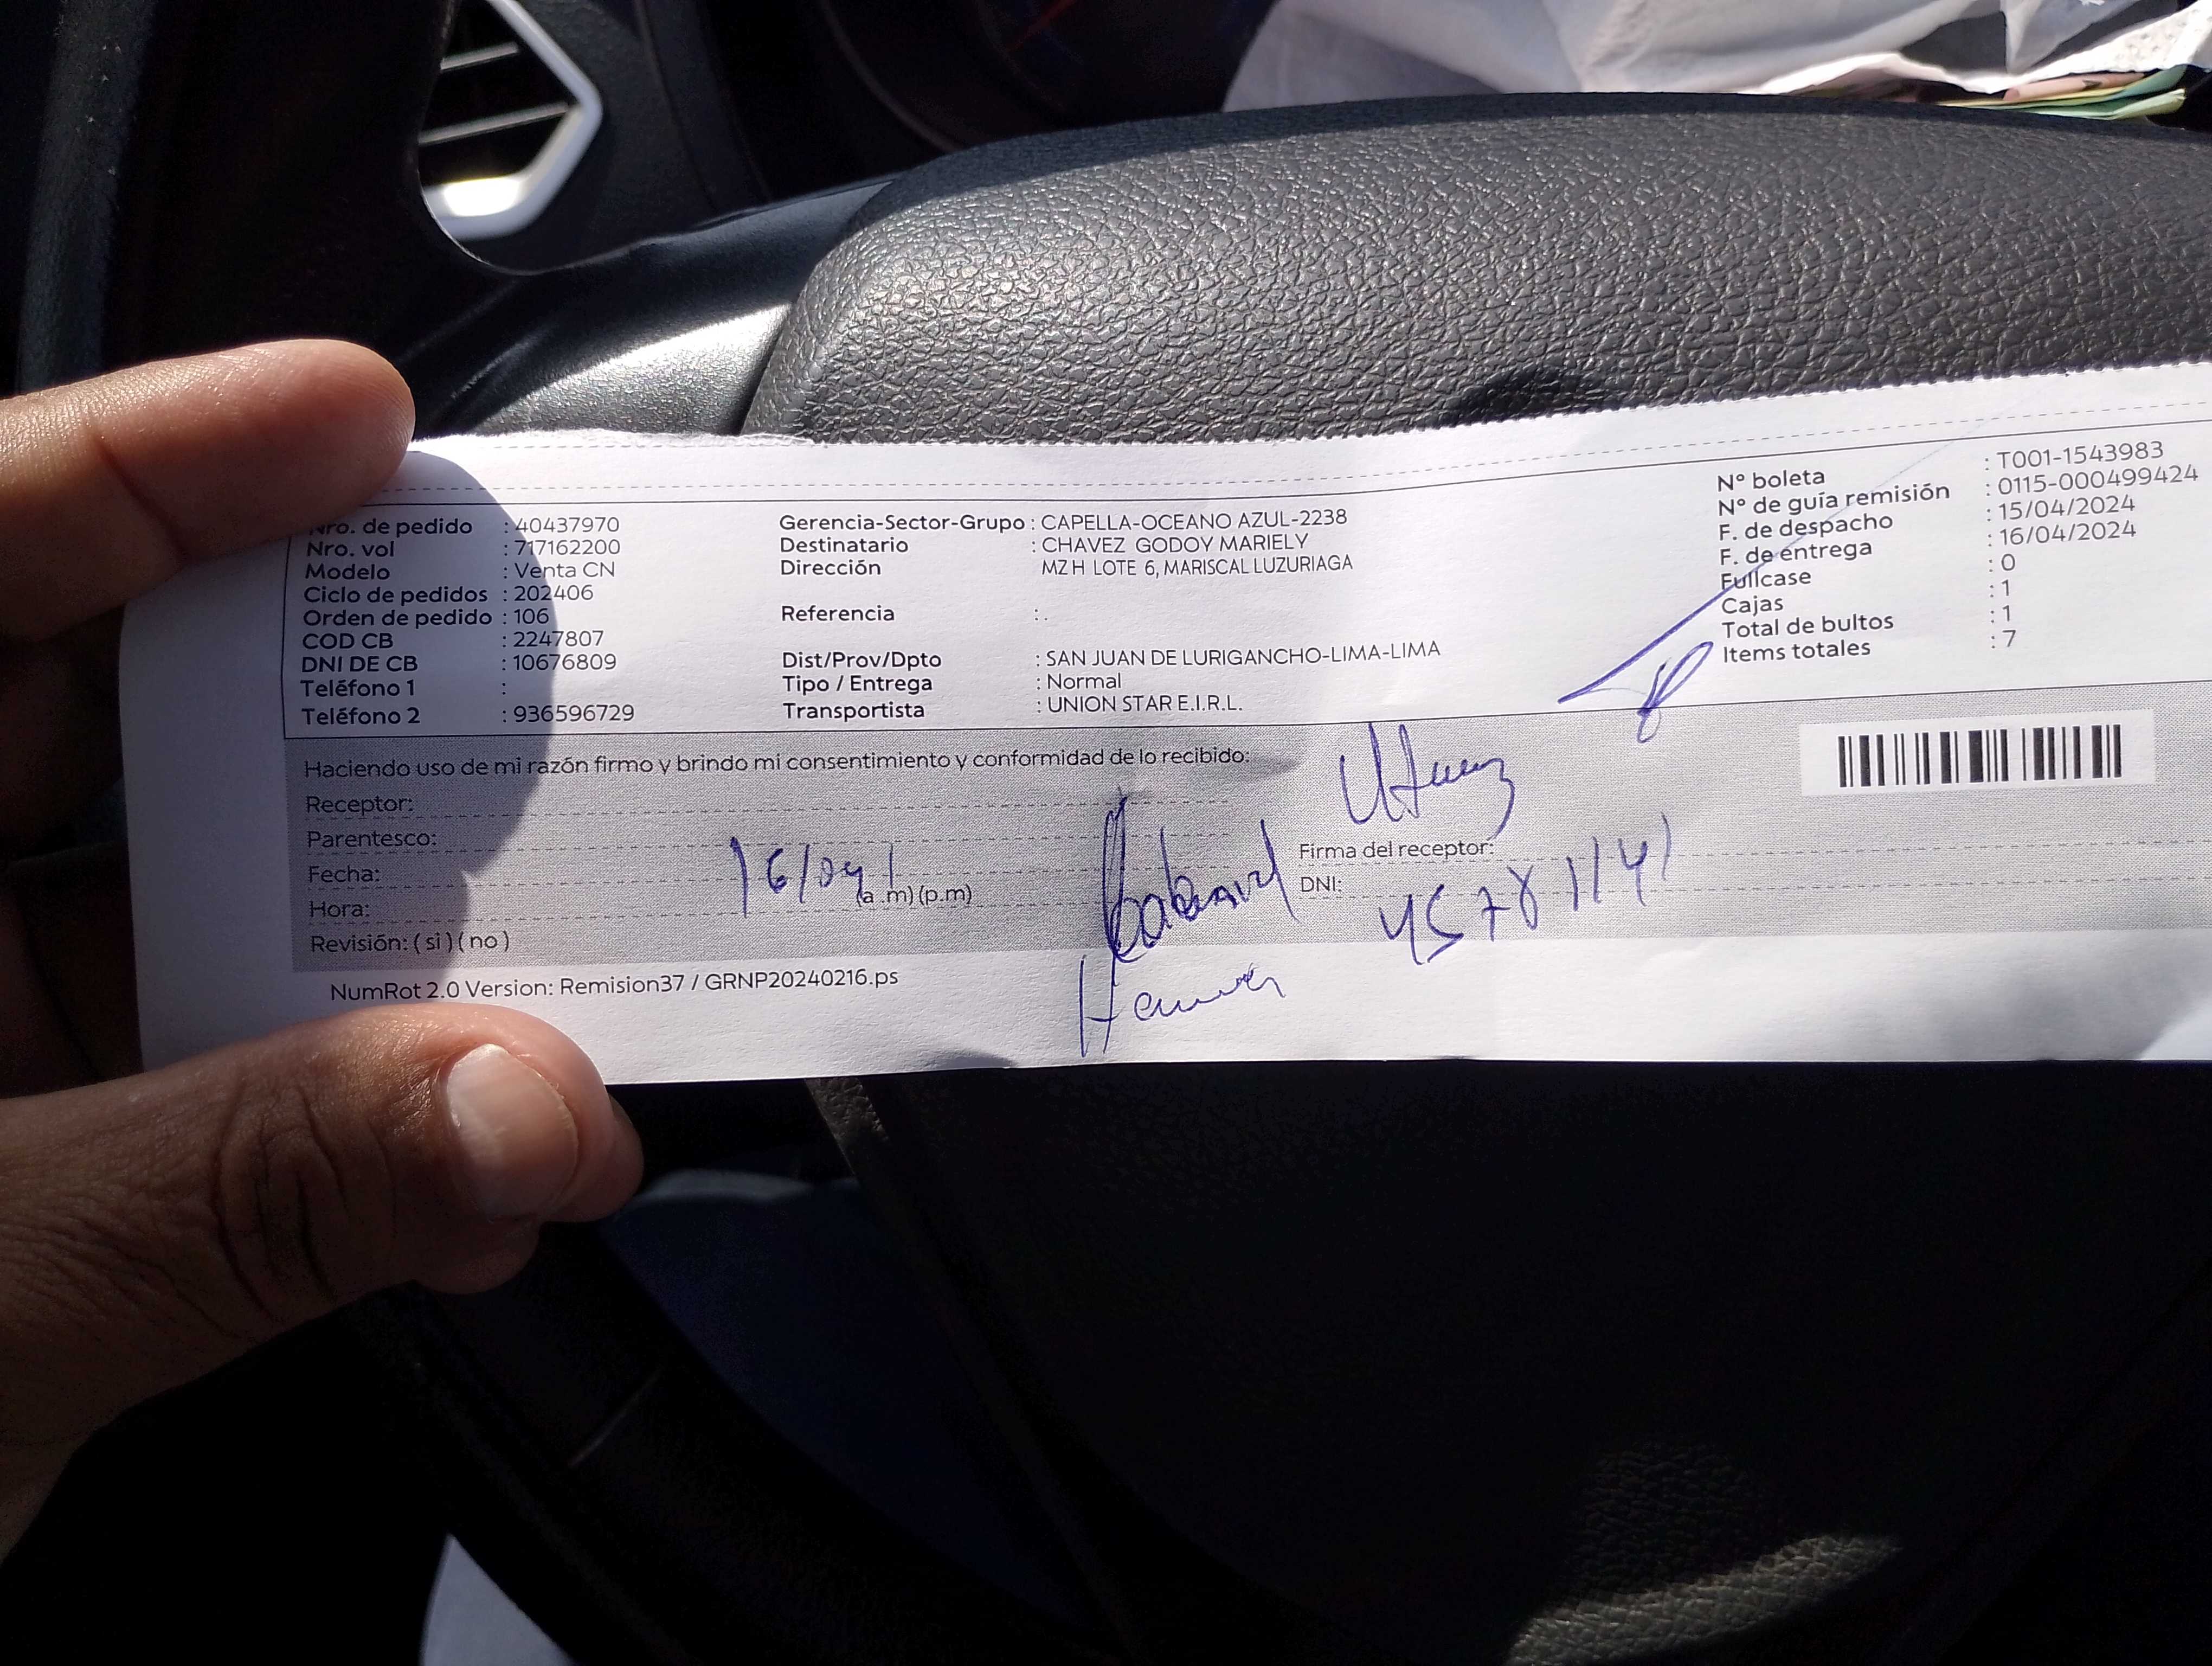 Nro. de pedido : 40437970
Nro. vol : 717162200
Modelo : Venta CN
Ciclo de pedidos : 202406
Orden de pedido : 106
COD CB : 2247807
DNI DE CB : 10676809
Teléfono 1 :
Teléfono 2 : 936596729
Gerencia-Sector-Grupo : CAPELLA-OCEANO AZUL-2238
Destinatario : CHAVEZ GODOY MARIELY
Dirección MZ H LOTE 6, MARISCAL LUZURIAGA
Referencia : .
Dist/Prov/Dpto : SAN JUAN DE LURIGANCHO-LIMA-LIMA
Tipo / Entrega : Normal
Transportista : UNION STAR E.I.R.L.
N° boleta : T001-1543983
N° de guía remisión : 0115-000499424
F. de despacho : 15/04/2024
F. de entrega : 16/04/2024
Fullcase : 0
Cajas : 1
Total de bultos : 1
Items totales : 7
Haciendo uso de mi razón firmo y brindo mi consentimiento y conformidad de lo recibido:
Receptor:
Parentesco:
Fecha: 16/04/
Hora: (a .m) (p.m)
Revisión: ( si ) ( no )
Firma del receptor:
DNI: 45781141
NumRot 2.0 Version: Remision37 / GRNP20240216.ps